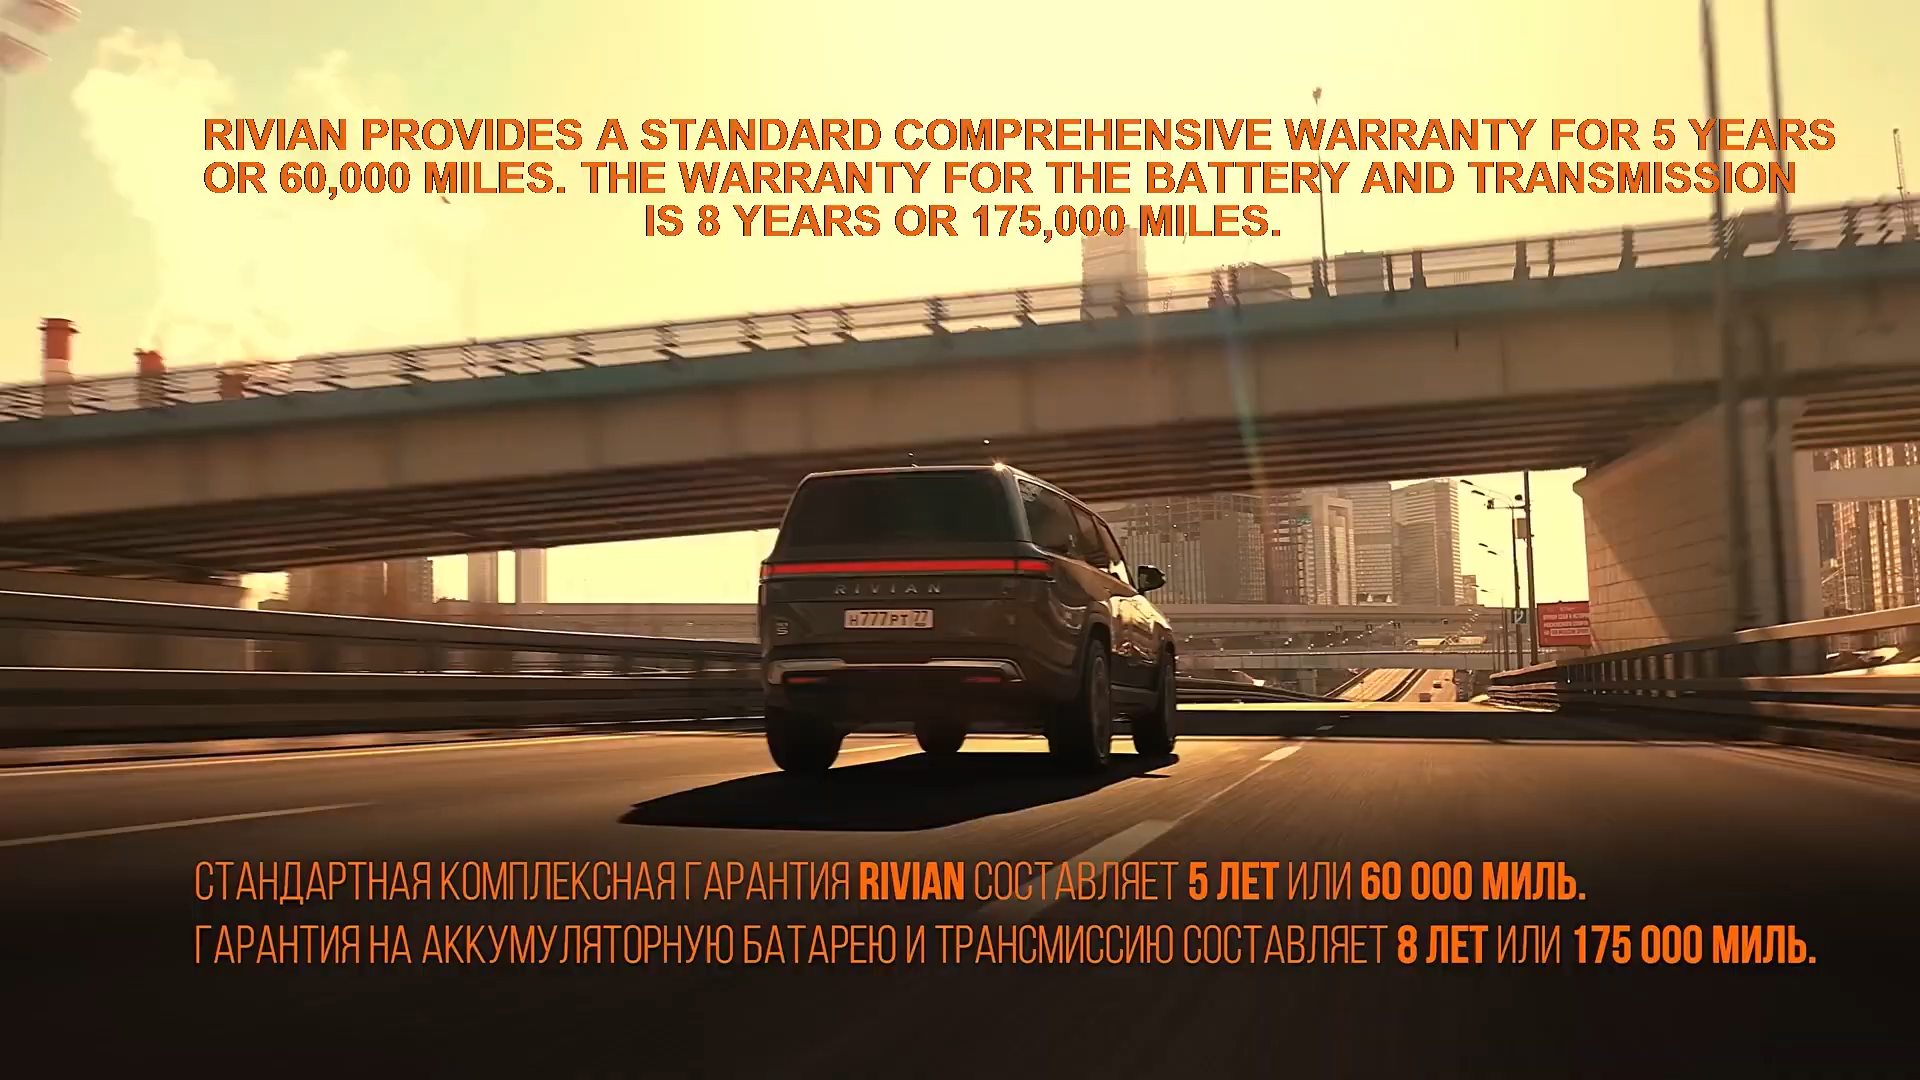 RIVIAN PROVIDES A STANDARD COMPREHENSIVE WARRANTY FOR 5 YEARS
OR 60,000 MILES. THE WARRANTY FOR THE BATTERY AND TRANSMISSION
IS 8 YEARS OR 175,000 MILES.
RIVIAN
Н777РТ 77
СТАНДАРТНАЯ КОМПЛЕКСНАЯ ГАРАНТИЯ RIVIAN СОСТАВЛЯЕТ 5 ЛЕТ ИЛИ 60 000 МИЛЬ.
ГАРАНТИЯ НА АККУМУЛЯТОРНУЮ БАТАРЕЮ И ТРАНСМИССИЮ СОСТАВЛЯЕТ 8 ЛЕТ ИЛИ 175 000 МИЛЬ.